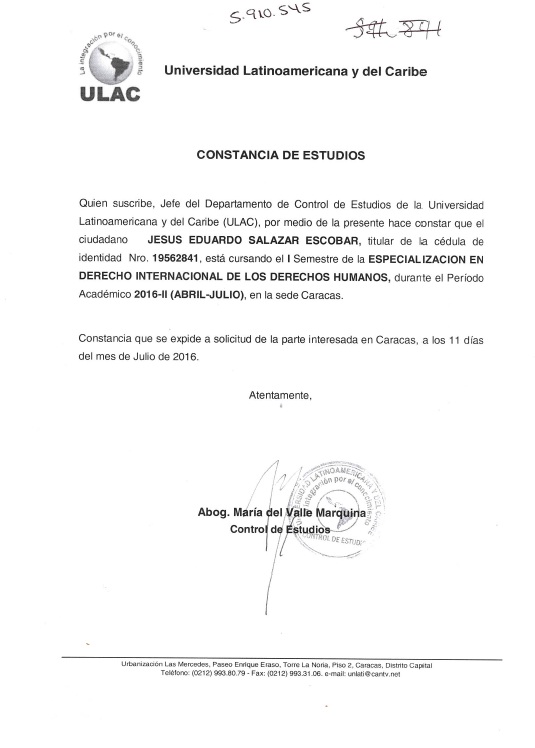 5.910.545
La integración por el conocimiento
ULAC
Universidad Latinoamericana y del Caribe
CONSTANCIA DE ESTUDIOS
Quien suscribe, Jefe del Departamento de Control de Estudios de la Universidad
Latinoamericana y del Caribe (ULAC), por medio de la presente hace constar que el
ciudadano JESUS EDUARDO SALAZAR ESCOBAR, titular de la cédula de
identidad Nro. 19562841, está cursando el I Semestre de la ESPECIALIZACION EN
DERECHO INTERNACIONAL DE LOS DERECHOS HUMANOS, durante el Período
Académico 2016-II (ABRIL-JULIO), en la sede Caracas.
Constancia que se expide a solicitud de la parte interesada en Caracas, a los 11 días
del mes de Julio de 2016.
Atentamente,
UNIVERSIDAD LATINOAMERICANA Y DEL CARIBE
integración por el conocimiento
CONTROL DE ESTUDI
Abog. María del Valle Marquina
Control de Estudios
Urbanización Las Mercedes, Paseo Enrique Eraso, Torre La Noria, Piso 2, Caracas, Distrito Capital
Teléfono: (0212) 993.80.79 - Fax: (0212) 993.31.06. e-mail: unlati@cantv.net